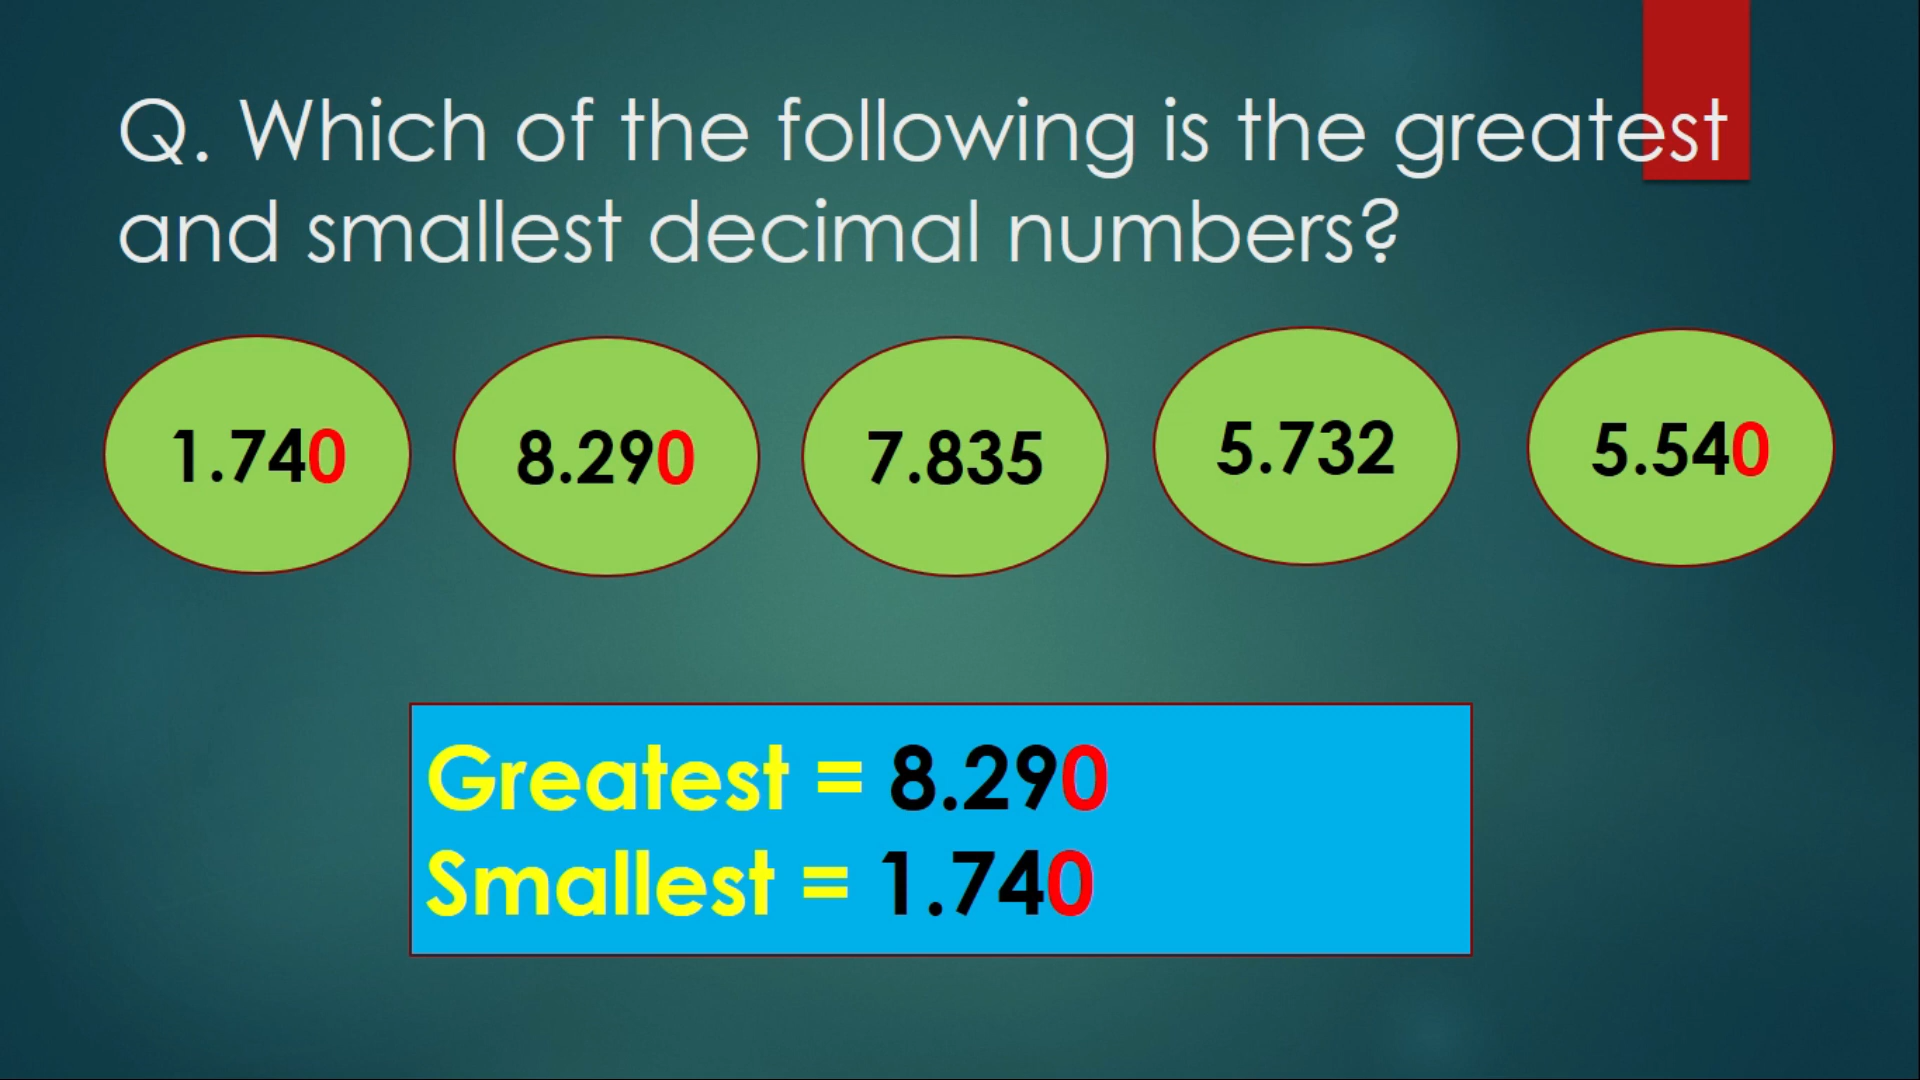 Q. Which of the following is the greatest
and smallest decimal numbers?
1.740 8.290 7.835 5.732 5.540
Greatest = 8.290
Smallest = 1.740